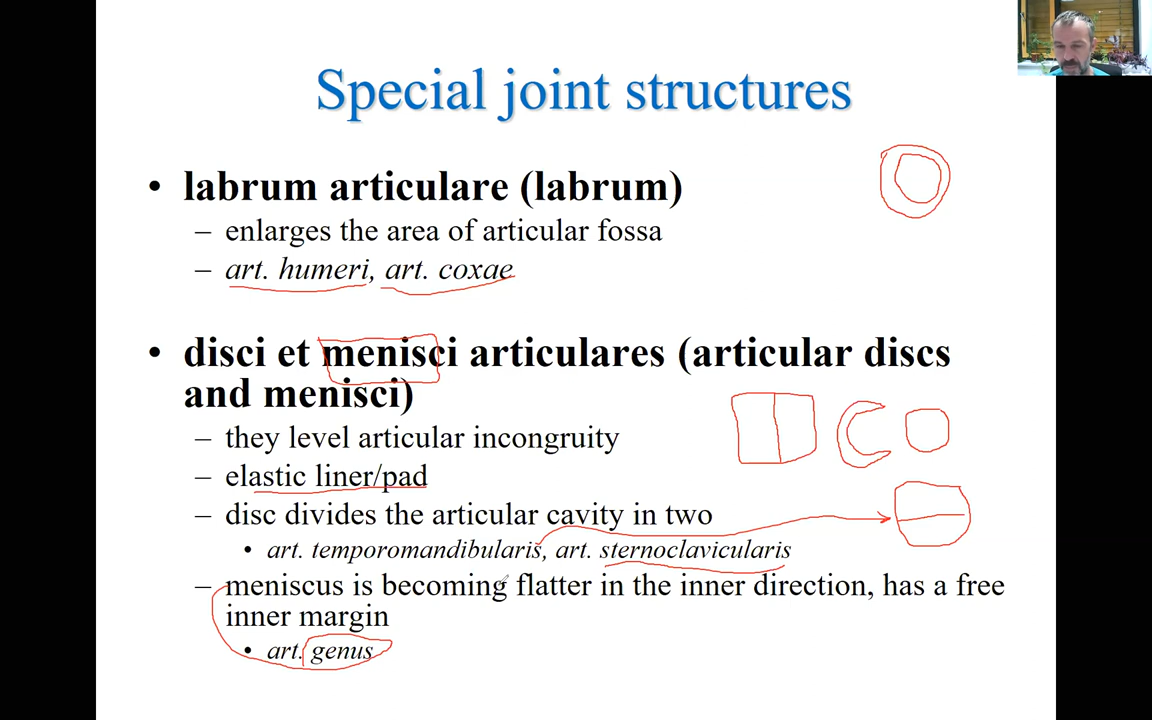 Special joint structures
• labrum articulare (labrum)
– enlarges the area of articular fossa
– art. humeri, art. coxae
• disci et menisci articulares (articular discs
and menisci)
– they level articular incongruity
– elastic liner/pad
– disc divides the articular cavity in two
• art. temporomandibularis, art. sternoclavicularis
– meniscus is becoming flatter in the inner direction, has a free
inner margin
• art. genus